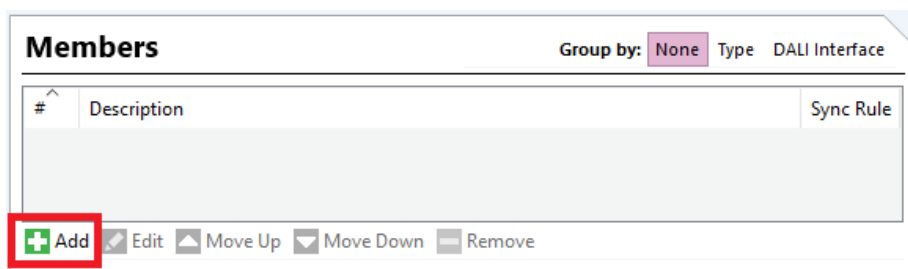 Members Group by: None Type DALI Interface
# Description Sync Rule
Add Edit Move Up Move Down Remove